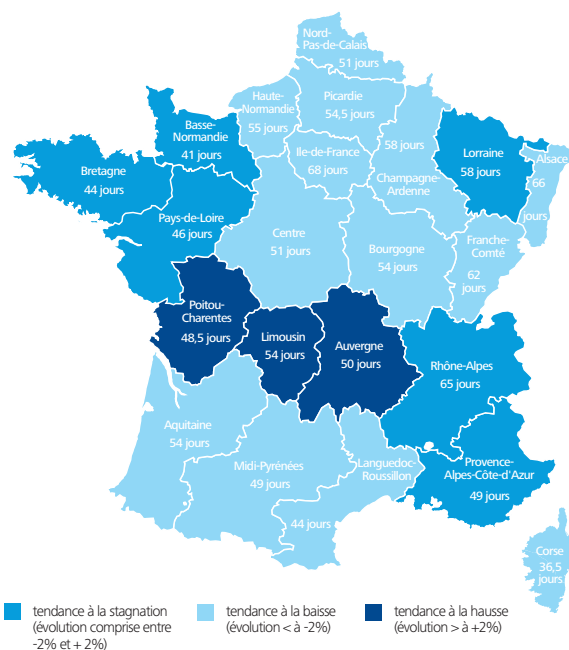 Nord-
Pas-de-Calais
51 jours
Picardie
54,5 jours
Haute-
Normandie
55 jours
Basse-
Normandie
41 jours
Ile-de-France
68 jours
58 jours
Champagne-
Ardenne
Lorraine
58 jours
Alsace
66
jours
Bretagne
44 jours
Pays-de-Loire
46 jours
Centre
51 jours
Bourgogne
54 jours
Franche-
Comté
62
jours
Poitou-
Charentes
48,5 jours
Limousin
54 jours
Auvergne
50 jours
Rhône-Alpes
65 jours
Aquitaine
54 jours
Midi-Pyrénées
49 jours
Languedoc-
Roussillon
44 jours
Provence-
Alpes-Côte-d'Azur
49 jours
Corse
36,5
jours
tendance à la stagnation
(évolution comprise entre
-2% et + 2%)
tendance à la baisse
(évolution < à -2%)
tendance à la hausse
(évolution > à +2%)